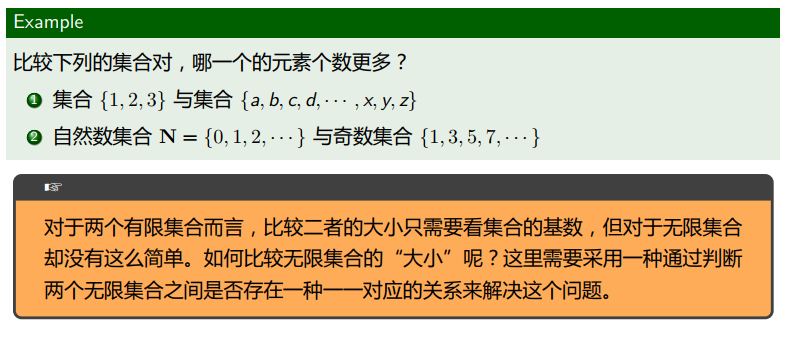 Example
比较下列的集合对，哪一个的元素个数更多？
1 集合 {1, 2, 3} 与集合 {a, b, c, d, ⋯ , x, y, z}
2 自然数集合 N = {0, 1, 2, ⋯} 与奇数集合 {1, 3, 5, 7, ⋯}
☞
对于两个有限集合而言，比较二者的大小只需要看集合的基数，但对于无限集合
却没有这么简单。如何比较无限集合的“大小”呢？这里需要采用一种通过判断
两个无限集合之间是否存在一种一一对应的关系来解决这个问题。